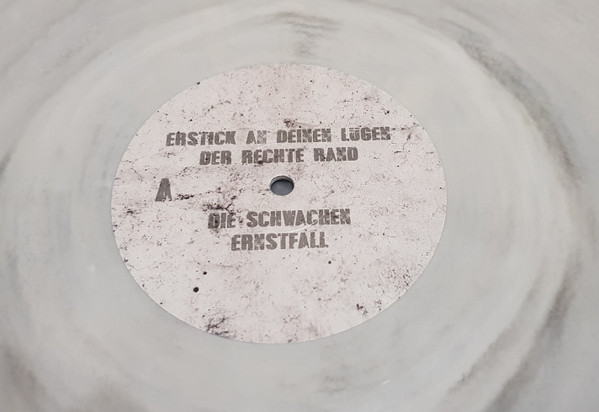 ERSTICK AN DEINEN LÜGEN
DER RECHTE RAND
A
DIE SCHWACHEN
ERNSTFALL